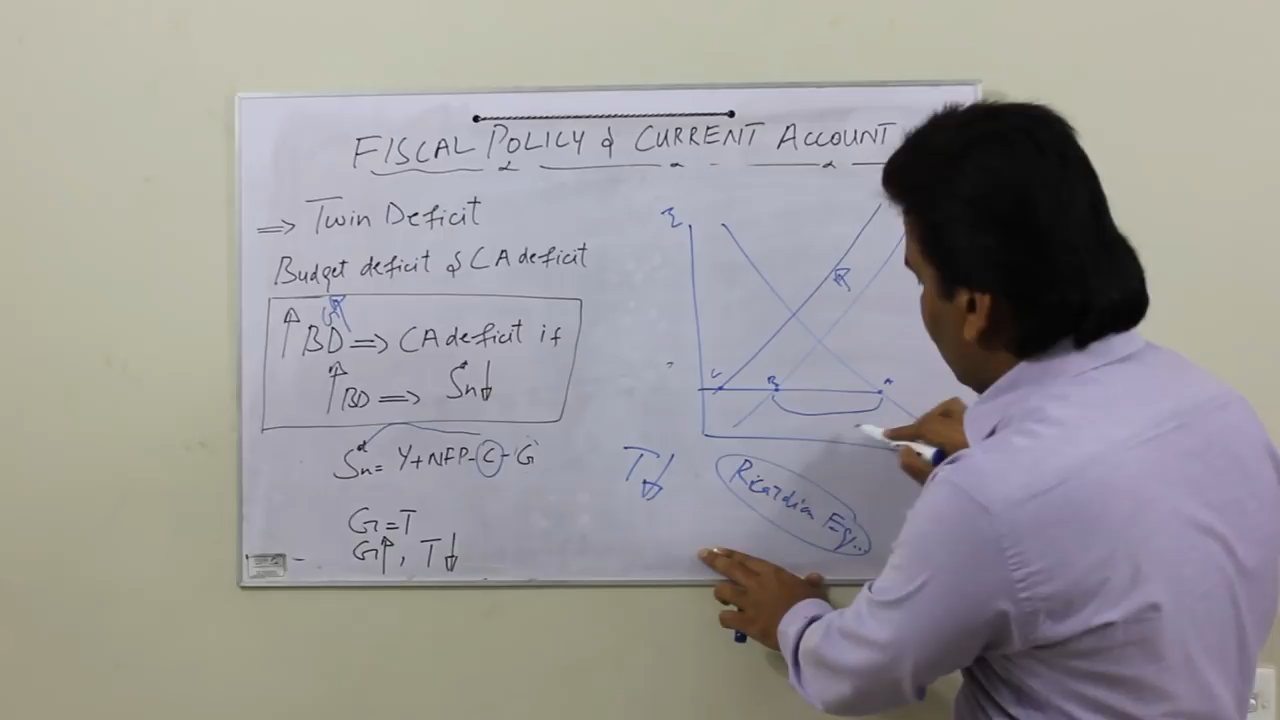 FISCAL POLICY & CURRENT ACCOUNT
=> Twin Deficit
Budget deficit & CA deficit
↑BD => CA deficit if
↑BD => Sn↓
Sn = Y+NFP-C-G
G=T
G↑, T↓
B
T↓
Ricardian Eq..